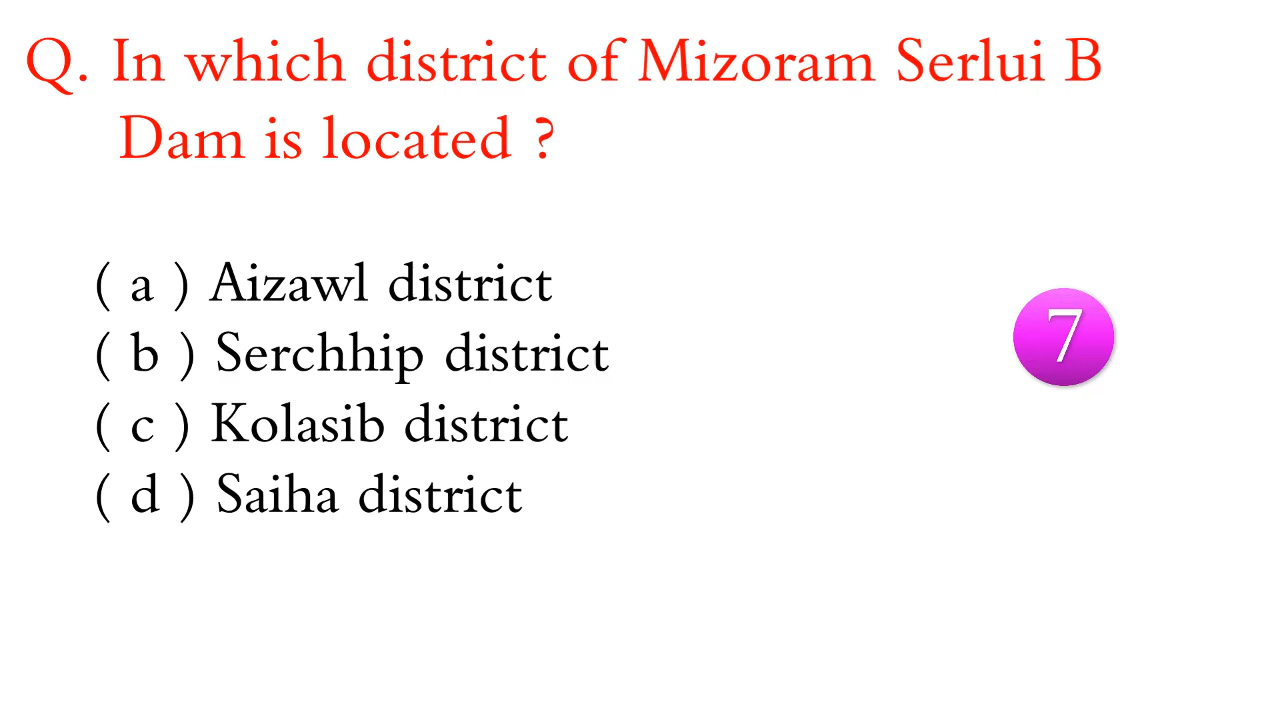 Q. In which district of Mizoram Serlui B
Dam is located ?
( a ) Aizawl district
( b ) Serchhip district
( c ) Kolasib district
( d ) Saiha district
7